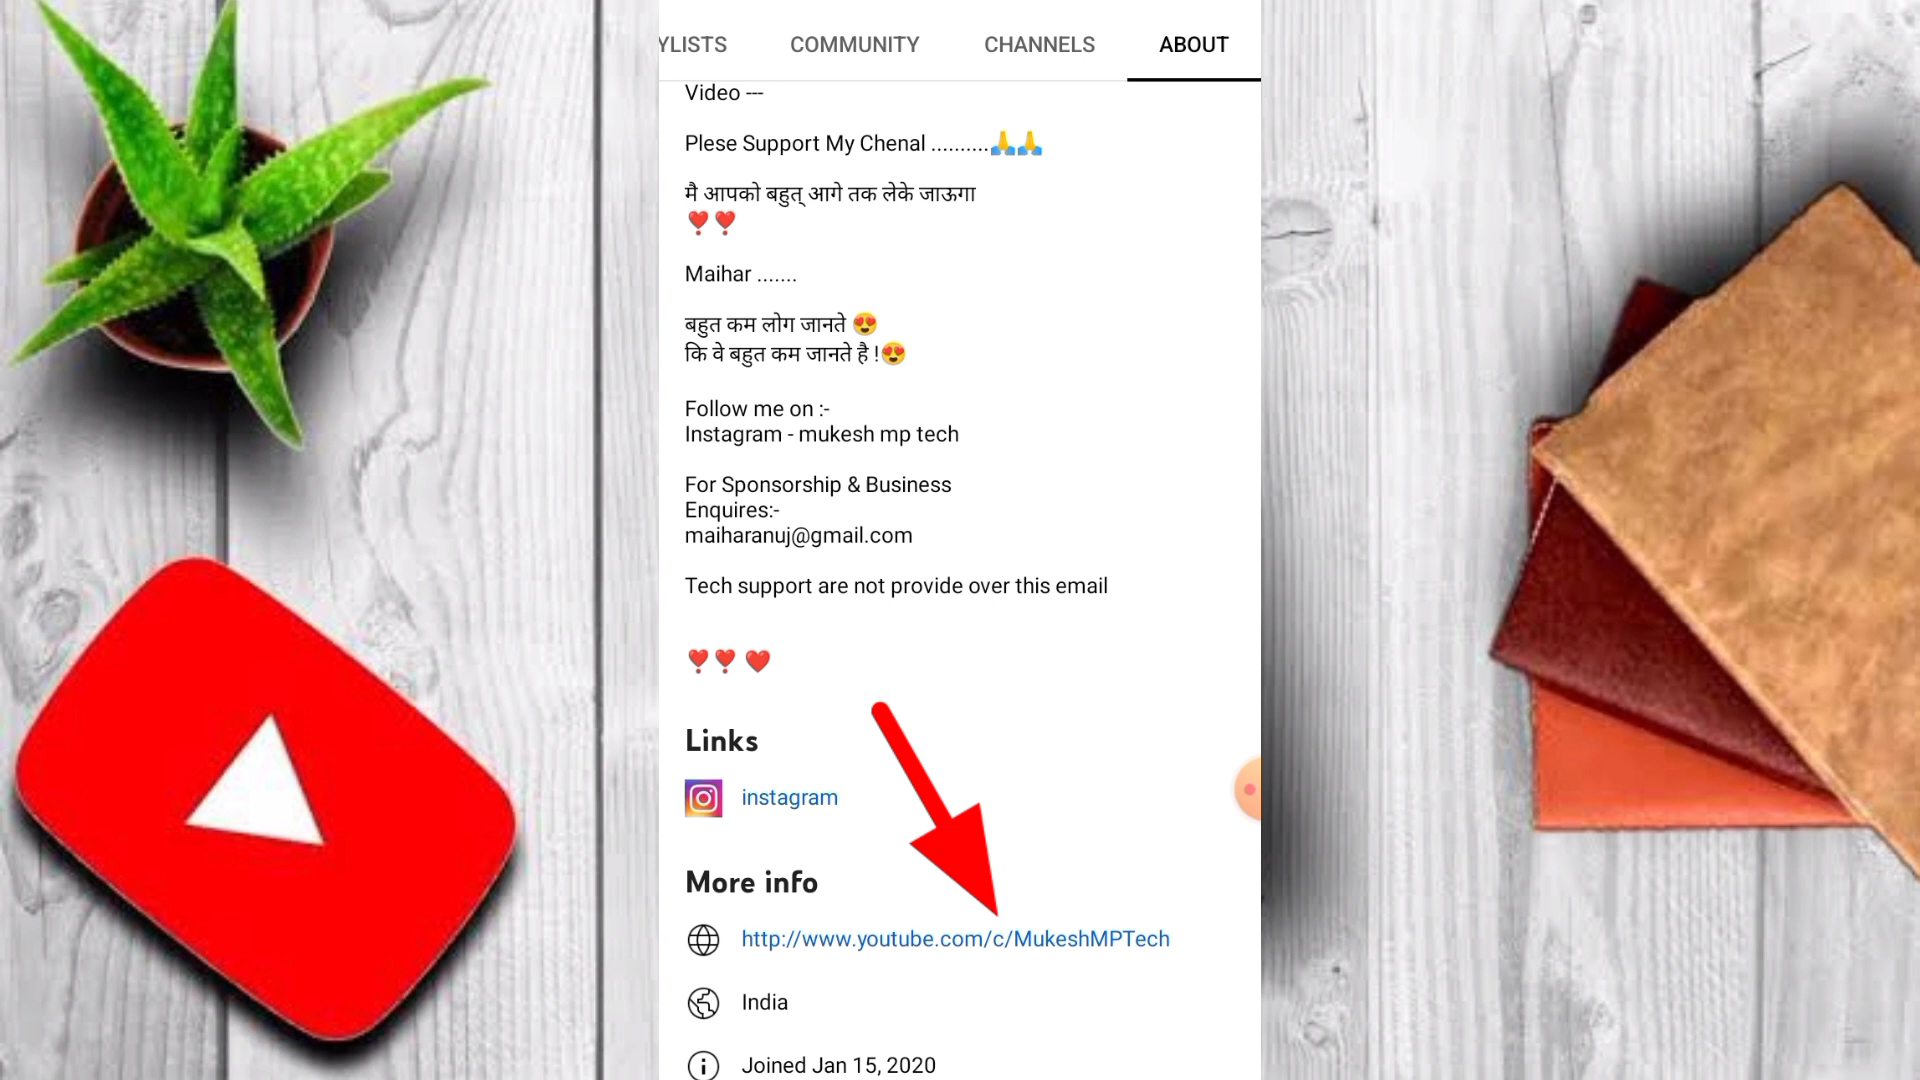 YLISTS COMMUNITY CHANNELS ABOUT
Video ---
Plese Support My Chenal ..........🙏🙏
मै आपको बहुत् आगे तक लेके जाऊगा
❣️❣️
Maihar .......
बहुत कम लोग जानते 😍
कि वे बहुत कम जानते है !😍
Follow me on :-
Instagram - mukesh mp tech
For Sponsorship & Business
Enquires:-
maiharanuj@gmail.com
Tech support are not provide over this email
❣️❣️ ❤️
Links
instagram
More info
http://www.youtube.com/c/MukeshMPTech
India
Joined Jan 15, 2020